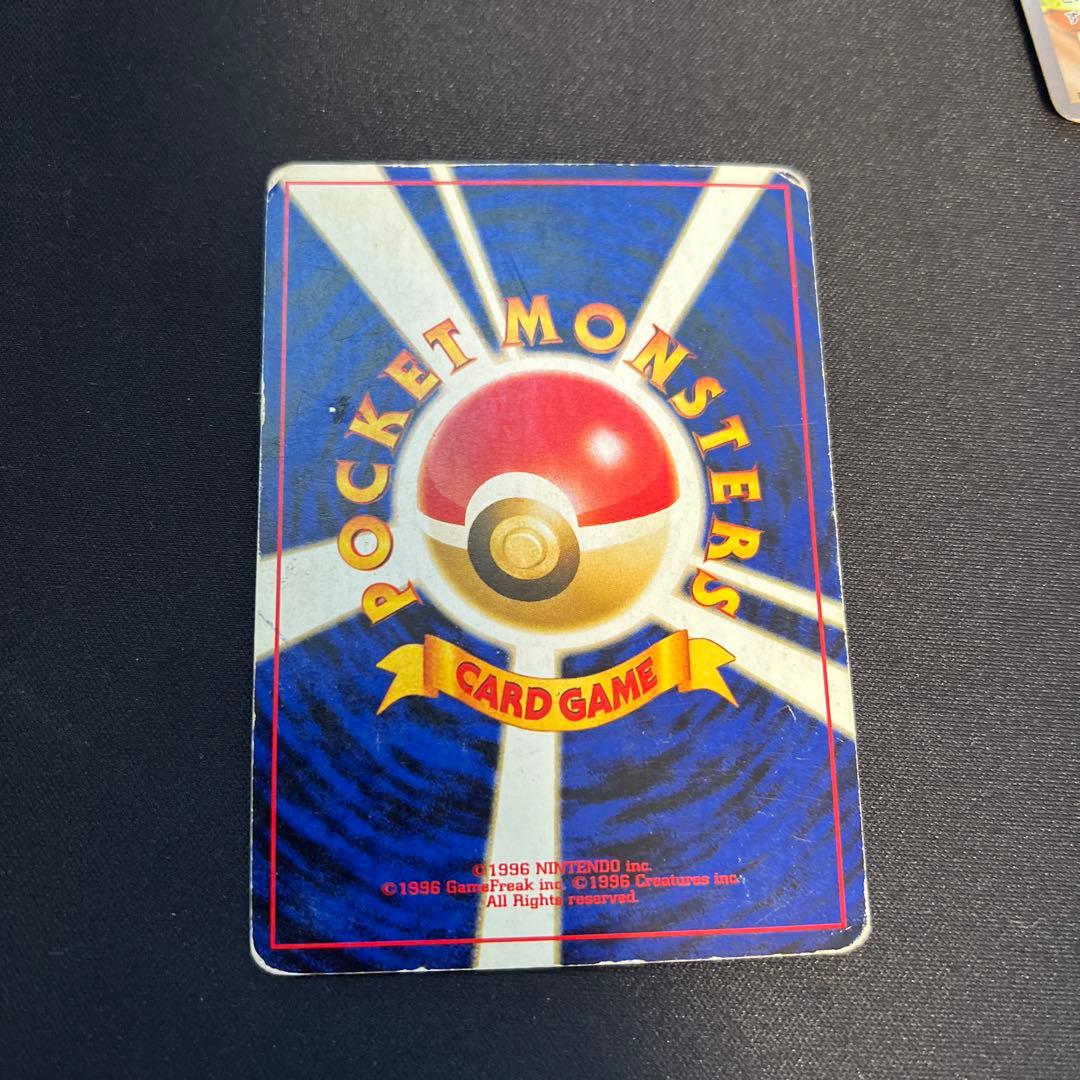 POCKET MONSTERS
CARD GAME
©1996 NINTENDO inc.
©1996 GameFreak inc. ©1996 Creatures inc.
All Rights reserved.